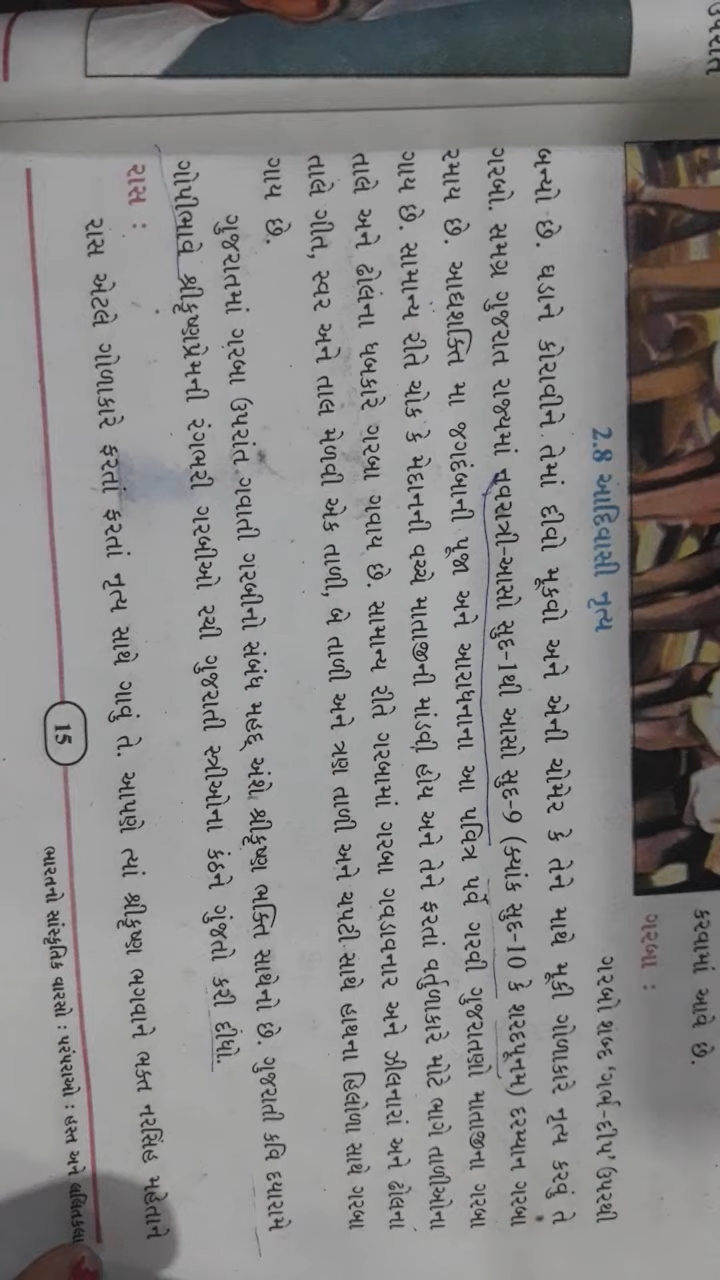 કરવામાં આવે છે.
ગરબા :
ગરબો શબ્દ 'ગર્ભ-દીપ' ઉપરથી
2.8 આદિવાસી નૃત્ય
બન્યો છે. ઘડાને કોરાવીને તેમાં દીવો મૂકવો અને એની ચોમેર કે તેને માથે મૂકી ગોળાકારે નૃત્ય કરવું તે
ગરબો. સમગ્ર ગુજરાત રાજ્યમાં નવરાત્રી-આસો સુદ-1થી આસો સુદ-9 (ક્યાંક સુદ-10 કે શરદપૂનમ) દરમ્યાન ગરબા
રમાય છે. આદ્યશક્તિ મા જગદંબાની પૂજા અને આરાધનાના આ પવિત્ર પર્વે ગરવી ગુજરાતણો માતાજીના ગરબા
ગાય છે. સામાન્ય રીતે ચોક કે મેદાનની વચ્ચે માતાજીની માંડવી હોય અને તેને ફરતાં વર્તુળાકારે મોટે ભાગે તાળીઓના
તાલે અને ઢોલના ધબકારે ગરબા ગવાય છે. સામાન્ય રીતે ગરબામાં ગરબા ગવડાવનાર અને ઝીલનારાં અને ઢોલના
તાલે ગીત, સ્વર અને તાલ મેળવી એક તાળી, બે તાળી અને ત્રણ તાળી અને ચપટી સાથે હાથના હિલોળા સાથે ગરબા
ગાય છે.
ગુજરાતમાં ગરબા ઉપરાંત ગવાતી ગરબીનો સંબંધ મહદ્ અંશે શ્રીકૃષ્ણ ભક્તિ સાથેનો છે. ગુજરાતી કવિ દયારામે
ગોપીભાવે શ્રીકૃષ્ણપ્રેમની રંગભરી ગરબીઓ રચી ગુજરાતી સ્ત્રીઓના કંઠને ગુંજતો કરી દીધો.
રાસ :
રાસ એટલે ગોળાકારે ફરતાં ફરતાં નૃત્ય સાથે ગાવું તે. આપણે ત્યાં શ્રીકૃષ્ણ ભગવાને ભક્ત નરસિંહ મહેતાને
15
ભારતનો સાંસ્કૃતિક વારસો : પરંપરાઓ : હસ્ત અને લલિતકલા